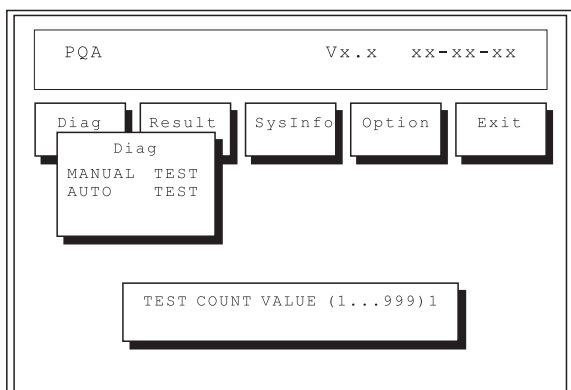 PQA Vx.x xx-xx-xx
Diag Result SysInfo Option Exit
Diag
MANUAL TEST
AUTO TEST
TEST COUNT VALUE (1...999)1